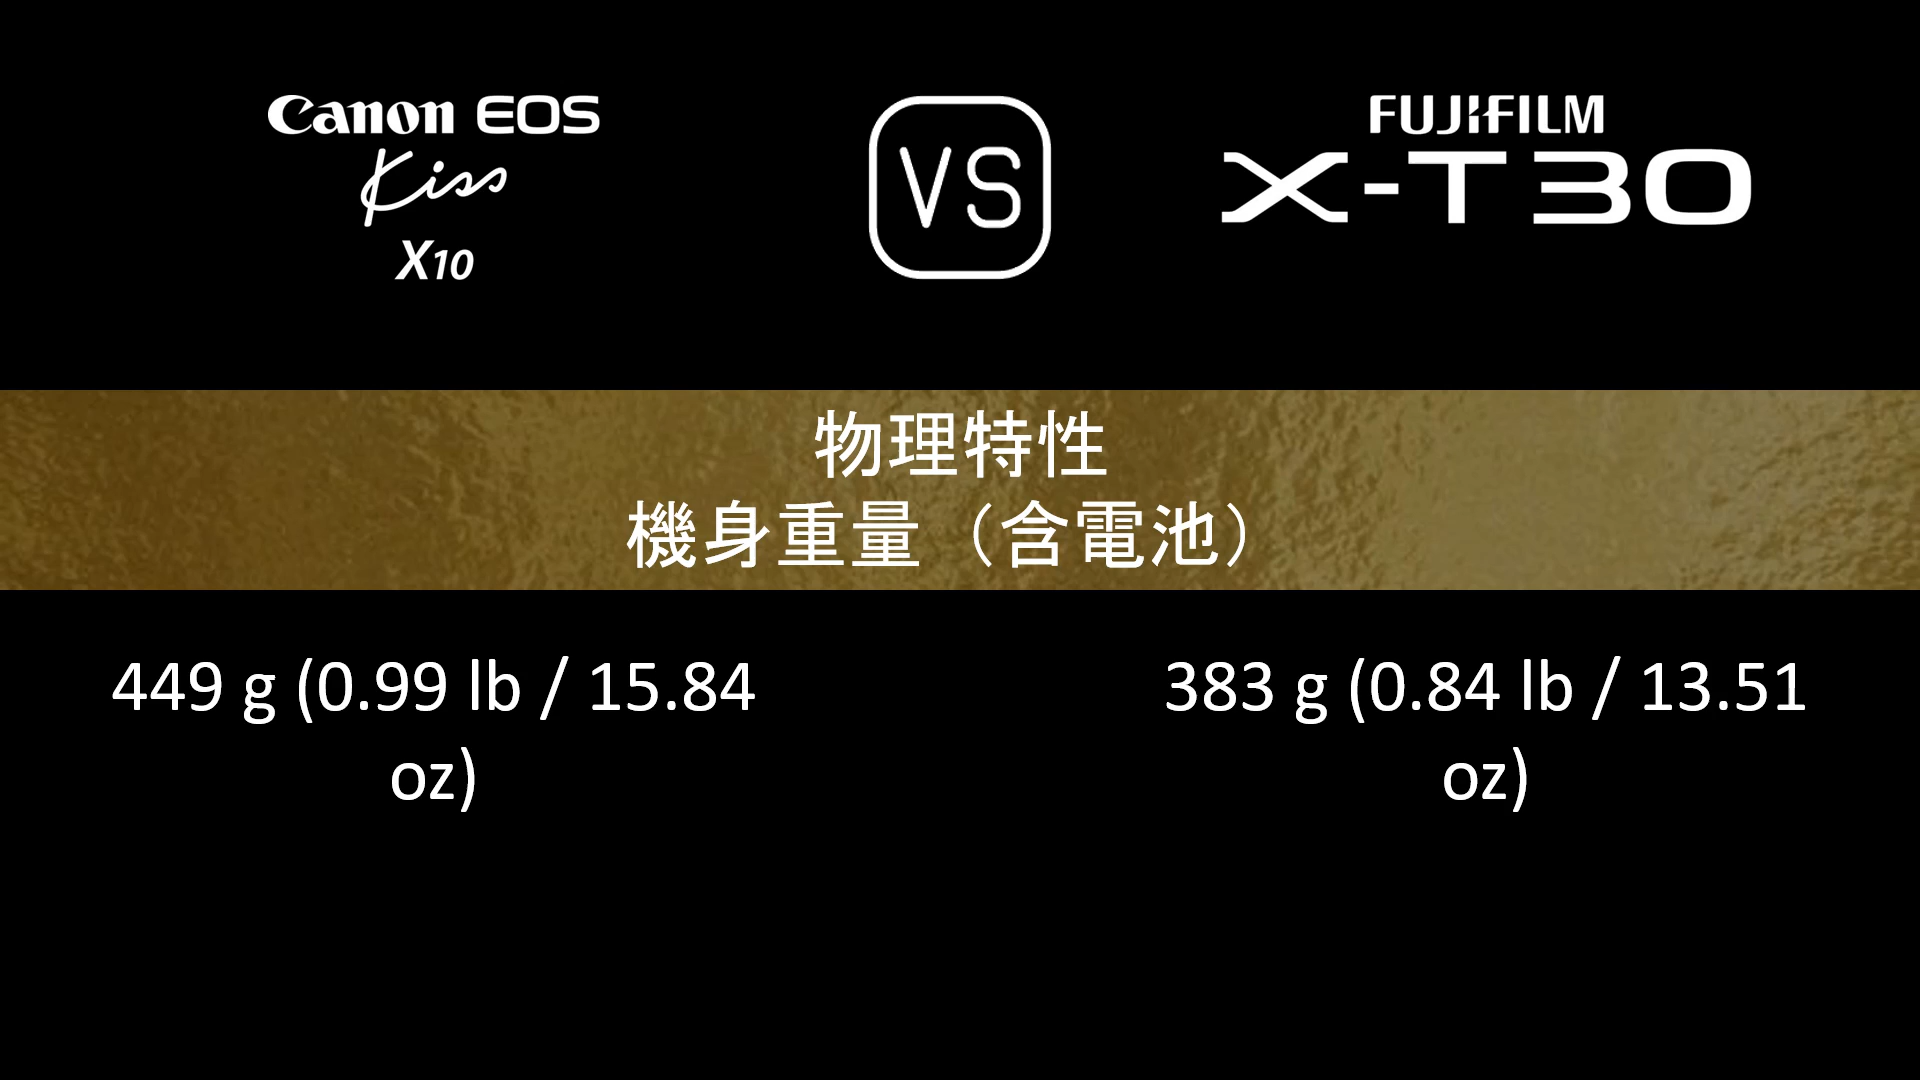 Canon EOS
Kiss
X10
VS
FUJIFILM
X-T30
物理特性
機身重量（含電池）
449 g (0.99 lb / 15.84
oz)
383 g (0.84 lb / 13.51
oz)